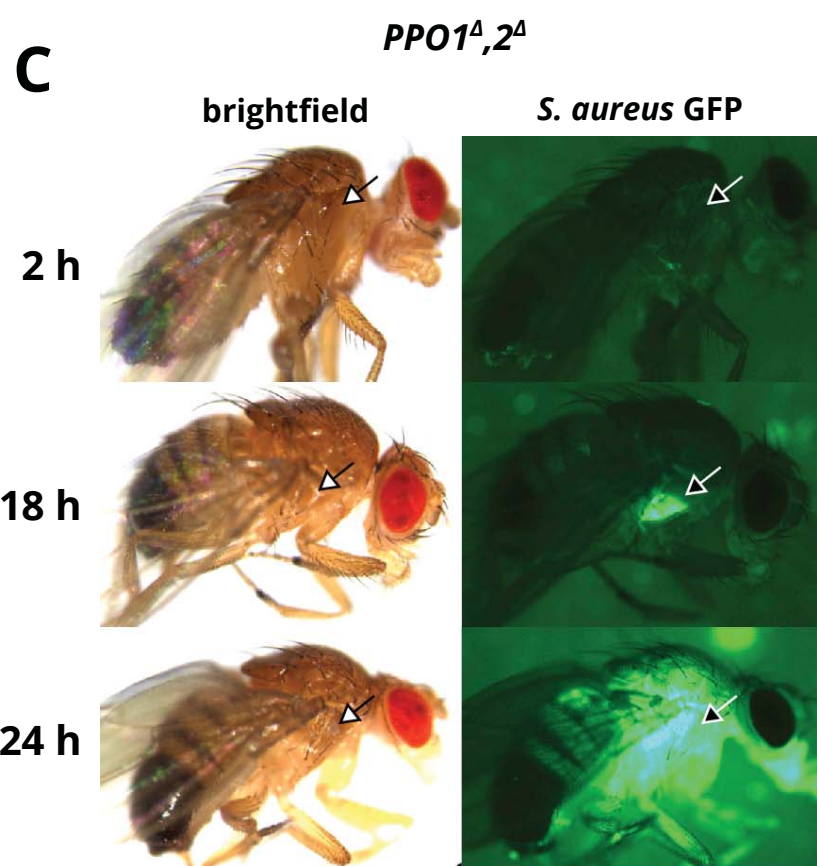 C
PPO1Δ,2Δ
brightfield
S. aureus GFP
2 h
18 h
24 h